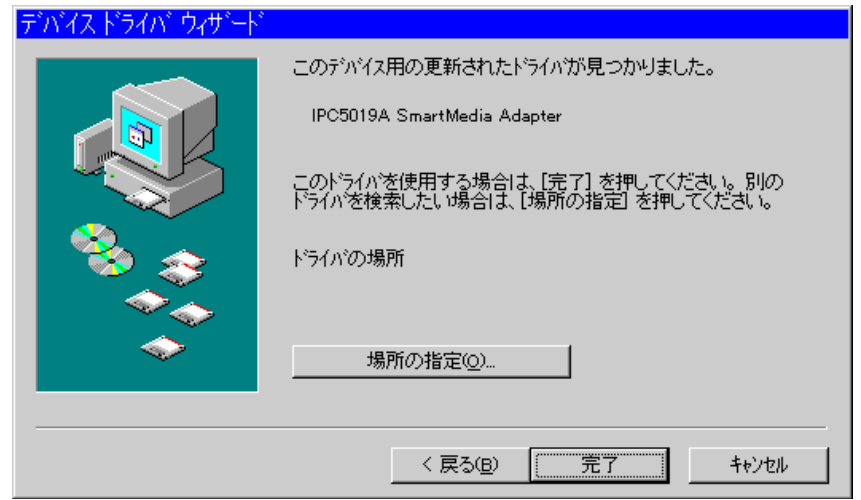 デバイス ドライバ ウィザード
このデバイス用の更新されたドライバが見つかりました。
IPC5019A SmartMedia Adapter
このドライバを使用する場合は、[完了] を押してください。別の
ドライバを検索したい場合は、[場所の指定] を押してください。
ドライバの場所
場所の指定(O)...
< 戻る(B)
完了
キャンセル